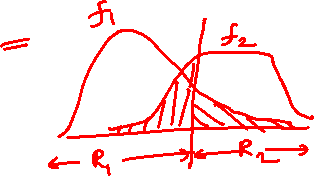 = f₁ f₂
R₁ R₂